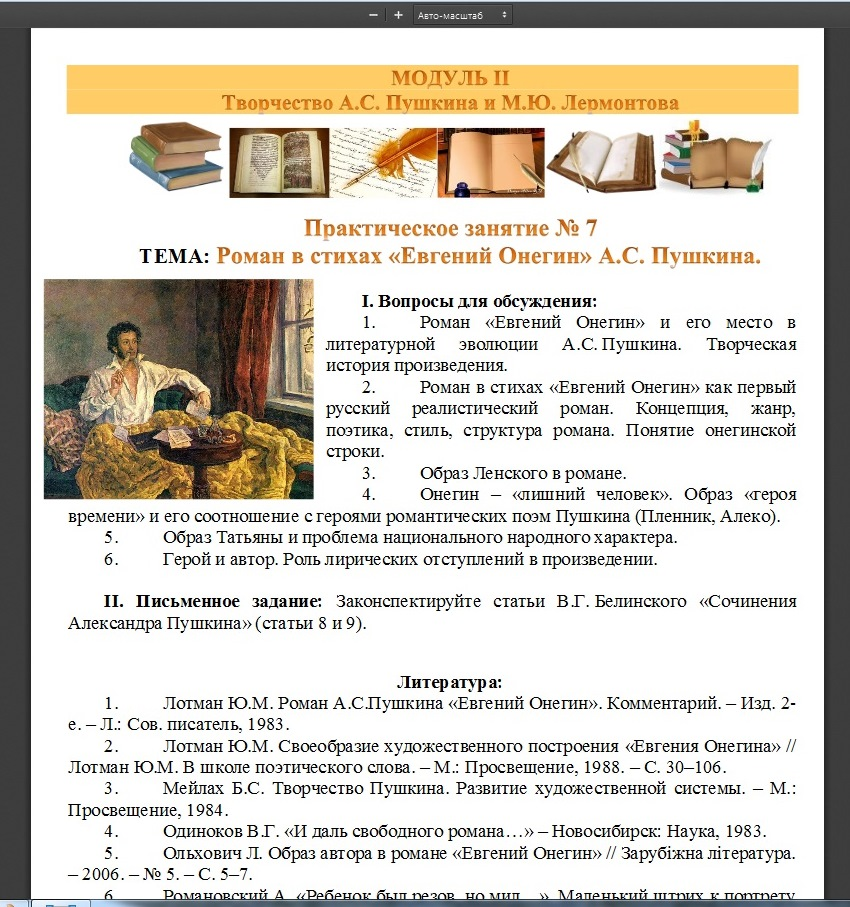 Авто-масштаб
МОДУЛЬ II
Творчество А.С. Пушкина и М.Ю. Лермонтова
Практическое занятие № 7
ТЕМА: Роман в стихах «Евгений Онегин» А.С. Пушкина.
I. Вопросы для обсуждения:
1. Роман «Евгений Онегин» и его место в
литературной эволюции А.С. Пушкина. Творческая
история произведения.
2. Роман в стихах «Евгений Онегин» как первый
русский реалистический роман. Концепция, жанр,
поэтика, стиль, структура романа. Понятие онегинской
строки.
3. Образ Ленского в романе.
4. Онегин – «лишний человек». Образ «героя
времени» и его соотношение с героями романтических поэм Пушкина (Пленник, Алеко).
5. Образ Татьяны и проблема национального народного характера.
6. Герой и автор. Роль лирических отступлений в произведении.
II. Письменное задание: Законспектируйте статьи В.Г. Белинского «Сочинения
Александра Пушкина» (статьи 8 и 9).
Литература:
1. Лотман Ю.М. Роман А.С.Пушкина «Евгений Онегин». Комментарий. – Изд. 2-
е. – Л.: Сов. писатель, 1983.
2. Лотман Ю.М. Своеобразие художественного построения «Евгения Онегина» //
Лотман Ю.М. В школе поэтического слова. – М.: Просвещение, 1988. – С. 30–106.
3. Мейлах Б.С. Творчество Пушкина. Развитие художественной системы. – М.:
Просвещение, 1984.
4. Одиноков В.Г. «И даль свободного романа…» – Новосибирск: Наука, 1983.
5. Ольхович Л. Образ автора в романе «Евгений Онегин» // Зарубіжна література.
– 2006. – № 5. – С. 5–7.
6. Романовский А. «Ребенок был резов, но мил…». Маленький штрих к портрету